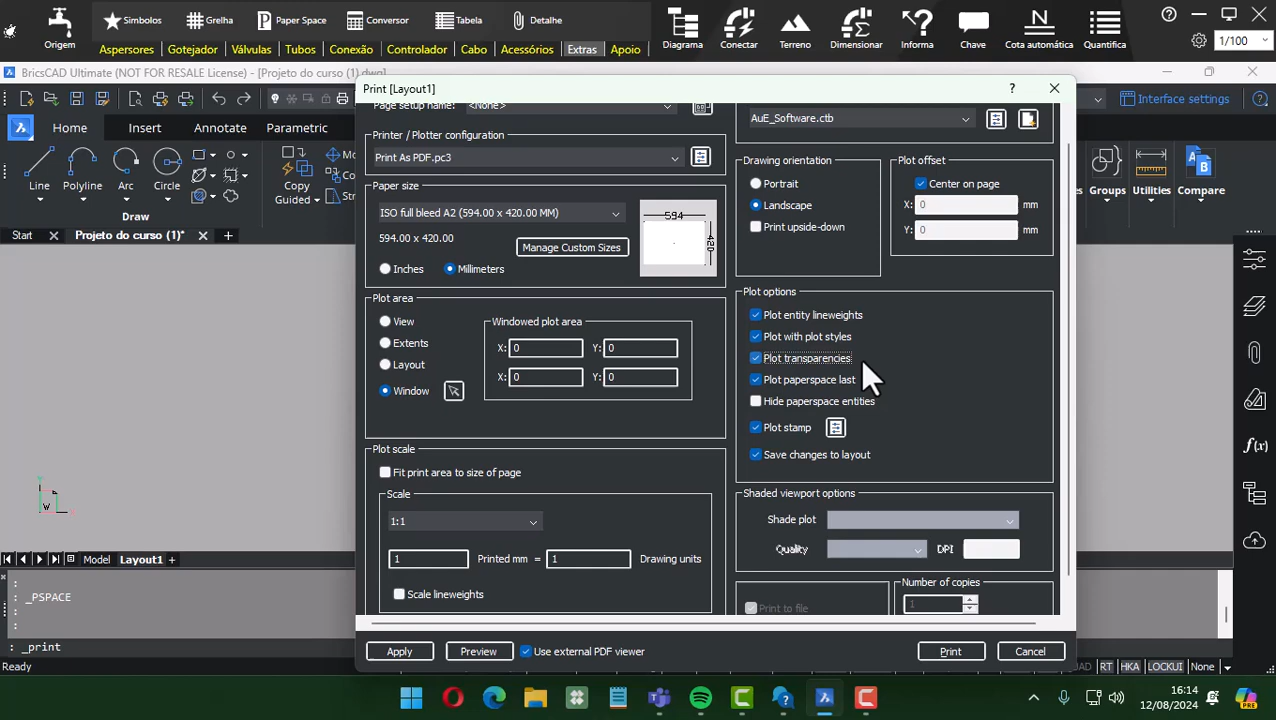 Símbolos
Grelha
Paper Space
Conversor
Tabela
Detalhe
Origem
Diagrama
Conectar
Terreno
Dimensionar
Informa
Chave
Cota automática
Quantifica
1/100
Aspersores
Gotejador
Válvulas
Tubos
Conexão
Controlador
Cabo
Acessórios
Extras
Apoio
BricsCAD Ultimate (NOT FOR RESALE License) - [Projeto do curso (1).dwg]
Interface settings
Home
Insert
Annotate
Parametric
Line
Polyline
Arc
Circle
Copy
Guided
Draw
Groups
Utilities
Compare
Start
Projeto do curso (1)*
Print [Layout1]
Page setup name:
<None>
Printer / Plotter configuration
Print As PDF.pc3
Paper size
ISO full bleed A2 (594.00 x 420.00 MM)
594.00 x 420.00
Manage Custom Sizes
Inches
Millimeters
594
420
Plot area
View
Extents
Layout
Window
Windowed plot area
X: 0
Y: 0
X: 0
Y: 0
Plot scale
Fit print area to size of page
Scale
1:1
1
Printed mm =
1
Drawing units
Scale lineweights
AuE_Software.ctb
Drawing orientation
Portrait
Landscape
Print upside-down
Plot offset
Center on page
X: 0 mm
Y: 0 mm
Plot options
Plot entity lineweights
Plot with plot styles
Plot transparencies
Plot paperspace last
Hide paperspace entities
Plot stamp
Save changes to layout
Shaded viewport options
Shade plot
Quality
DPI
Print to file
Number of copies
1
Apply
Preview
Use external PDF viewer
Print
Cancel
W
Model
Layout1
:
: _PSPACE
:
: _print
Ready
RT
HKA
LOCKUI
None
16:14
12/08/2024
PRE